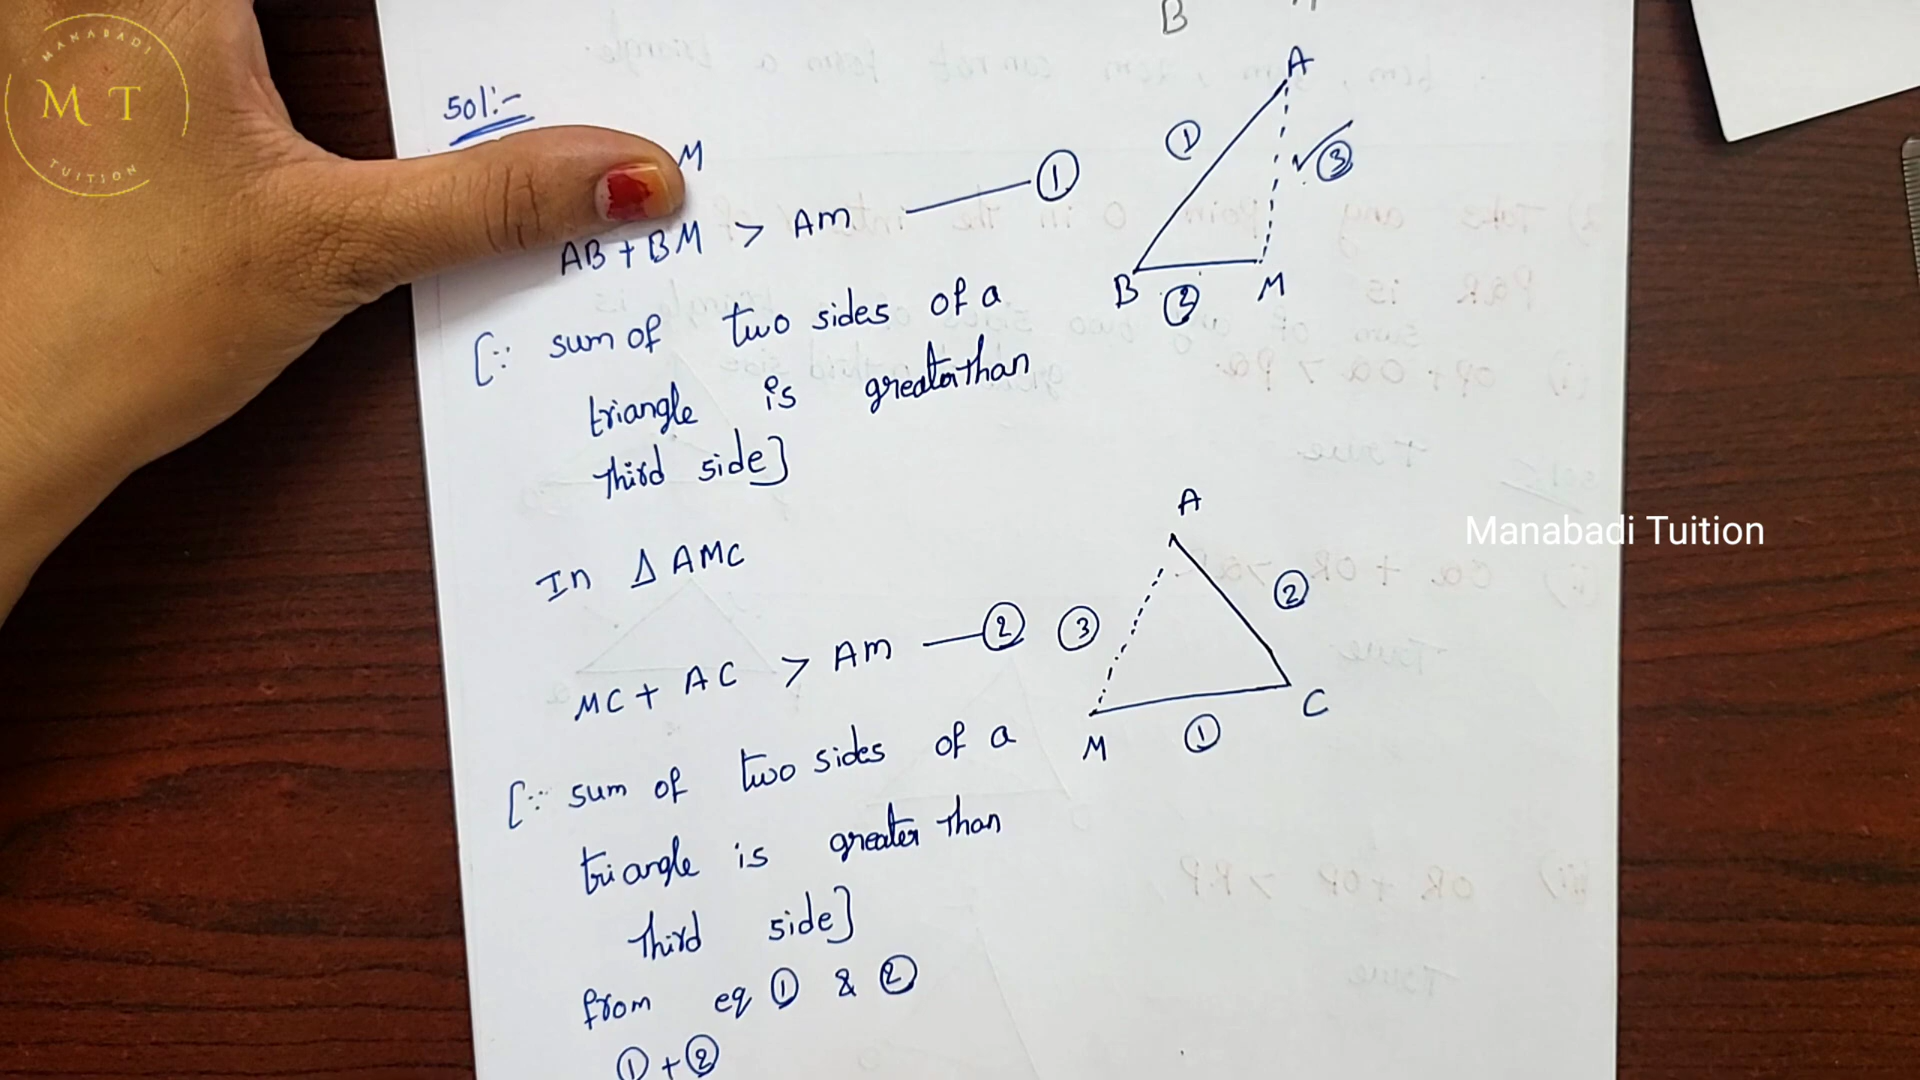 MANABADI
M T
TUITION
B
A
Sol:-
M
①
AB + BM > AM —— ①
①
③
B
②
M
[∵ sum of two sides of a
triangle is greater than
third side]
Manabadi Tuition
In Δ AMC
A
②
MC + AC > AM —— ②
③
C
M
①
[∵ sum of two sides of a
triangle is greater than
third side]
from eq ① & ②
① + ②